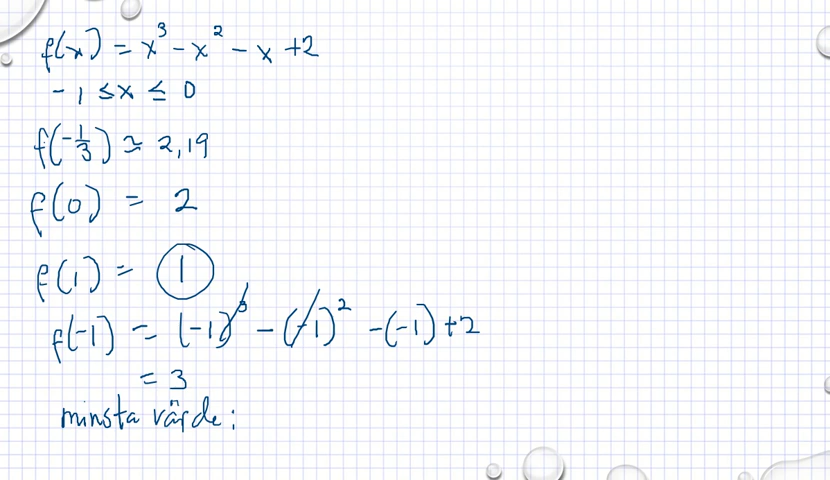 f(x) = x³ - x² - x + 2
-1 ≤ x ≤ 0
f(-1/3) ≃ 2,19
f(0) = 2
f(1) = 1
f(-1) = (-1)³ - (-1)² - (-1) + 2
= 3
minsta värde: